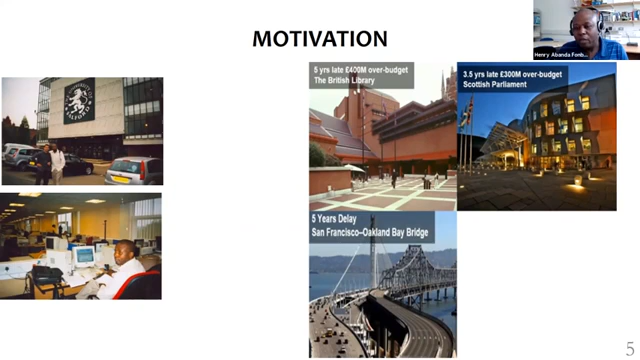 MOTIVATION
Henry Abanda Fonb...
5 yrs late £400M over-budget
The British Library
3.5 yrs late £300M over-budget
Scottish Parliament
SALFORD
5 Years Delay
San Francisco–Oakland Bay Bridge
5